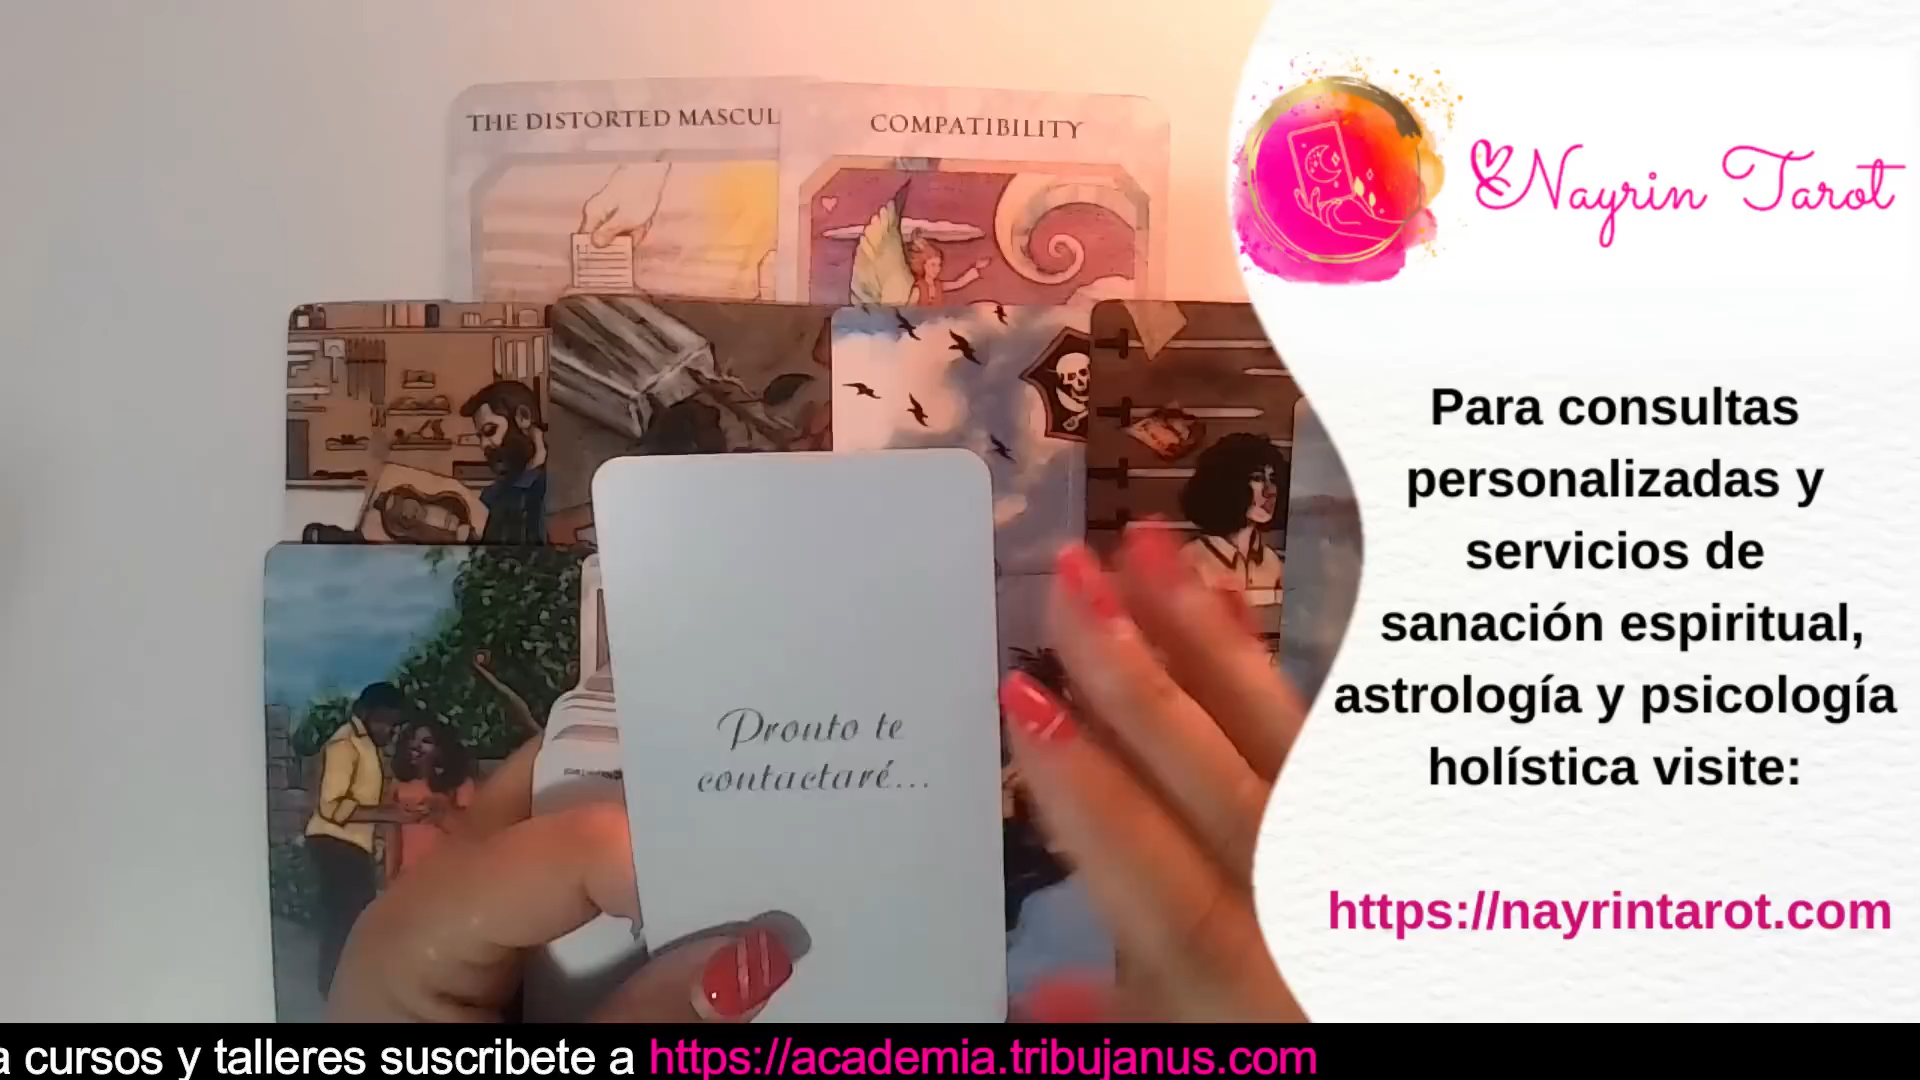 THE DISTORTED MASCUL
COMPATIBILITY
Nayrin Tarot
Para consultas
personalizadas y
servicios de
sanación espiritual,
astrología y psicología
holística visite:
https://nayrintarot.com
Pronto te
contactaré...
a cursos y talleres suscribete a https://academia.tribujanus.com